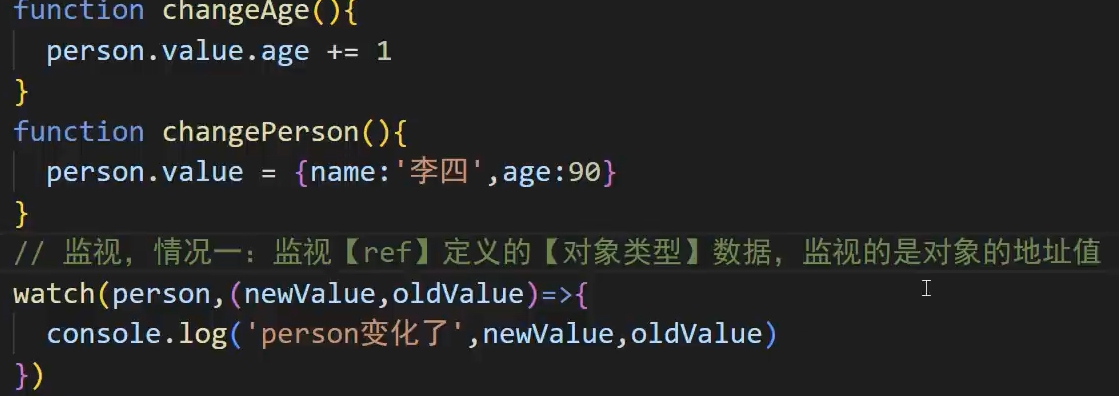 function changeAge(){
person.value.age += 1
}
function changePerson(){
person.value = {name:'李四',age:90}
}
// 监视，情况一：监视【ref】定义的【对象类型】数据，监视的是对象的地址值
watch(person,(newValue,oldValue)=>{
console.log('person变化了',newValue,oldValue)
})